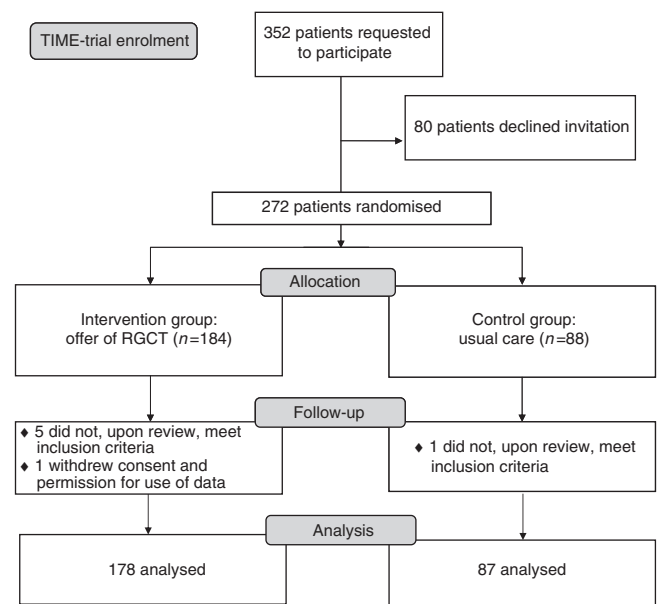 TIME-trial enrolment
352 patients requested
to participate
80 patients declined invitation
272 patients randomised
Allocation
Intervention group:
offer of RGCT (n=184)
Control group:
usual care (n=88)
Follow-up
♦ 5 did not, upon review, meet
inclusion criteria
♦ 1 withdrew consent and
permission for use of data
♦ 1 did not, upon review, meet
inclusion criteria
Analysis
178 analysed
87 analysed